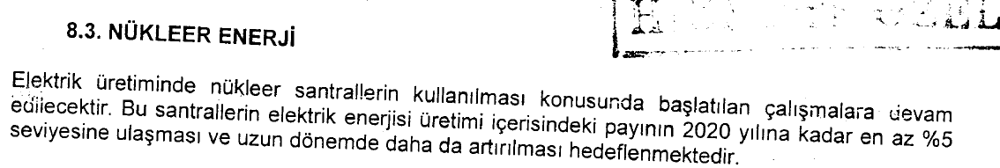 8.3. NÜKLEER ENERJİ
Elektrik üretiminde nükleer santrallerin kullanılması konusunda başlatılan çalışmalara devam
edilecektir. Bu santrallerin elektrik enerjisi üretimi içerisindeki payının 2020 yılına kadar en az %5
seviyesine ulaşması ve uzun dönemde daha da artırılması hedeflenmektedir.